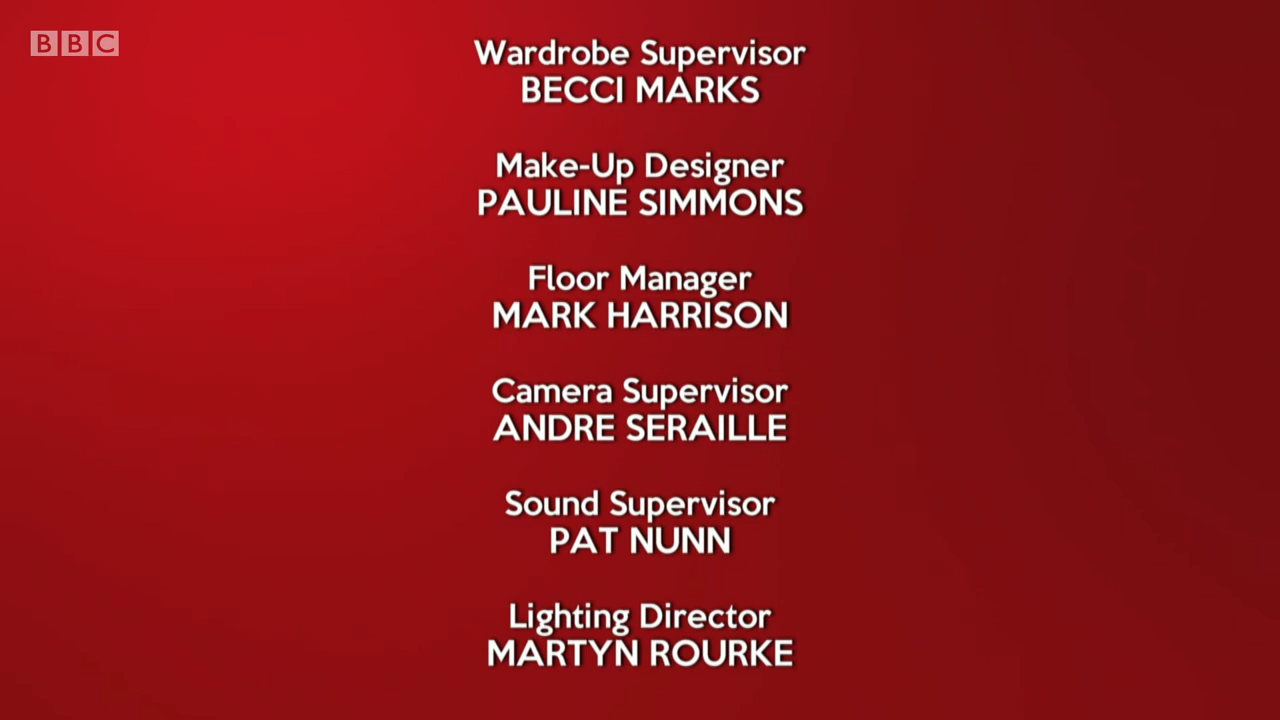 BBC
Wardrobe Supervisor
BECCI MARKS
Make-Up Designer
PAULINE SIMMONS
Floor Manager
MARK HARRISON
Camera Supervisor
ANDRE SERAILLE
Sound Supervisor
PAT NUNN
Lighting Director
MARTYN ROURKE